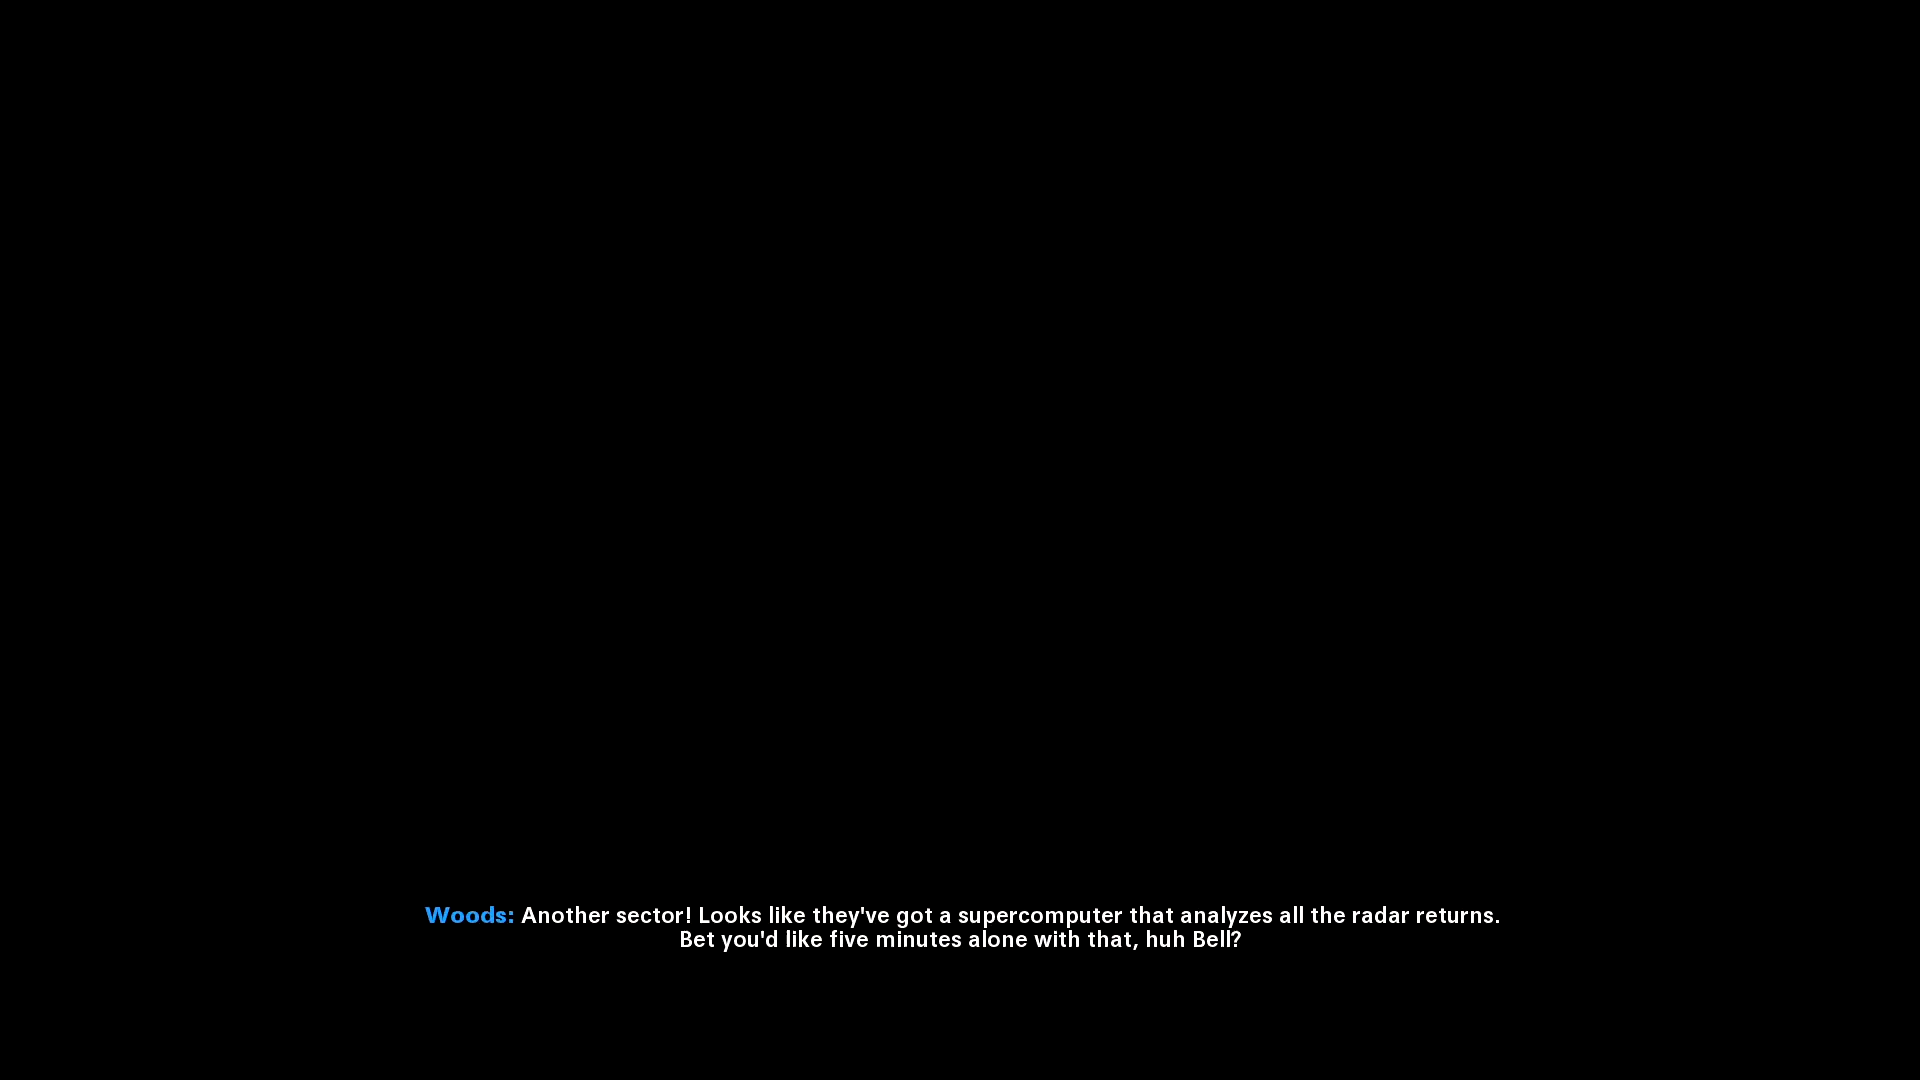 Woods: Another sector! Looks like they've got a supercomputer that analyzes all the radar returns.
Bet you'd like five minutes alone with that, huh Bell?